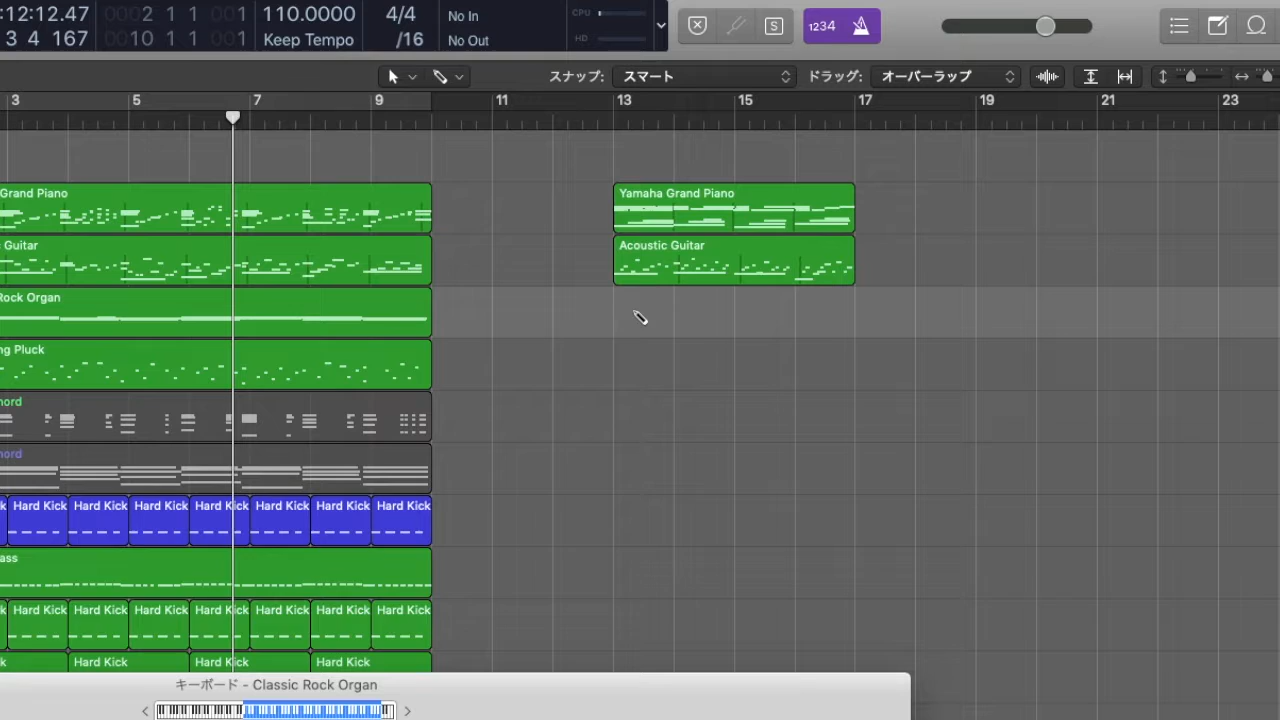 :12:12.47 0002 1 1 001 110.0000 4/4 No In CPU
3 4 167 0010 1 1 001 Keep Tempo /16 No Out HD
1234
S
スナップ: スマート ドラッグ: オーバーラップ
3 5 7 9 11 13 15 17 19 21 23
Grand Piano Yamaha Grand Piano
Guitar Acoustic Guitar
Rock Organ
ng Pluck
hord
hord
k Hard Kick Hard Kick Hard Kick Hard Kick Hard Kick Hard Kick Hard Kick
ass
k Hard Kick Hard Kick Hard Kick Hard Kick Hard Kick Hard Kick Hard Kick
k Hard Kick Hard Kick Hard Kick
キーボード - Classic Rock Organ